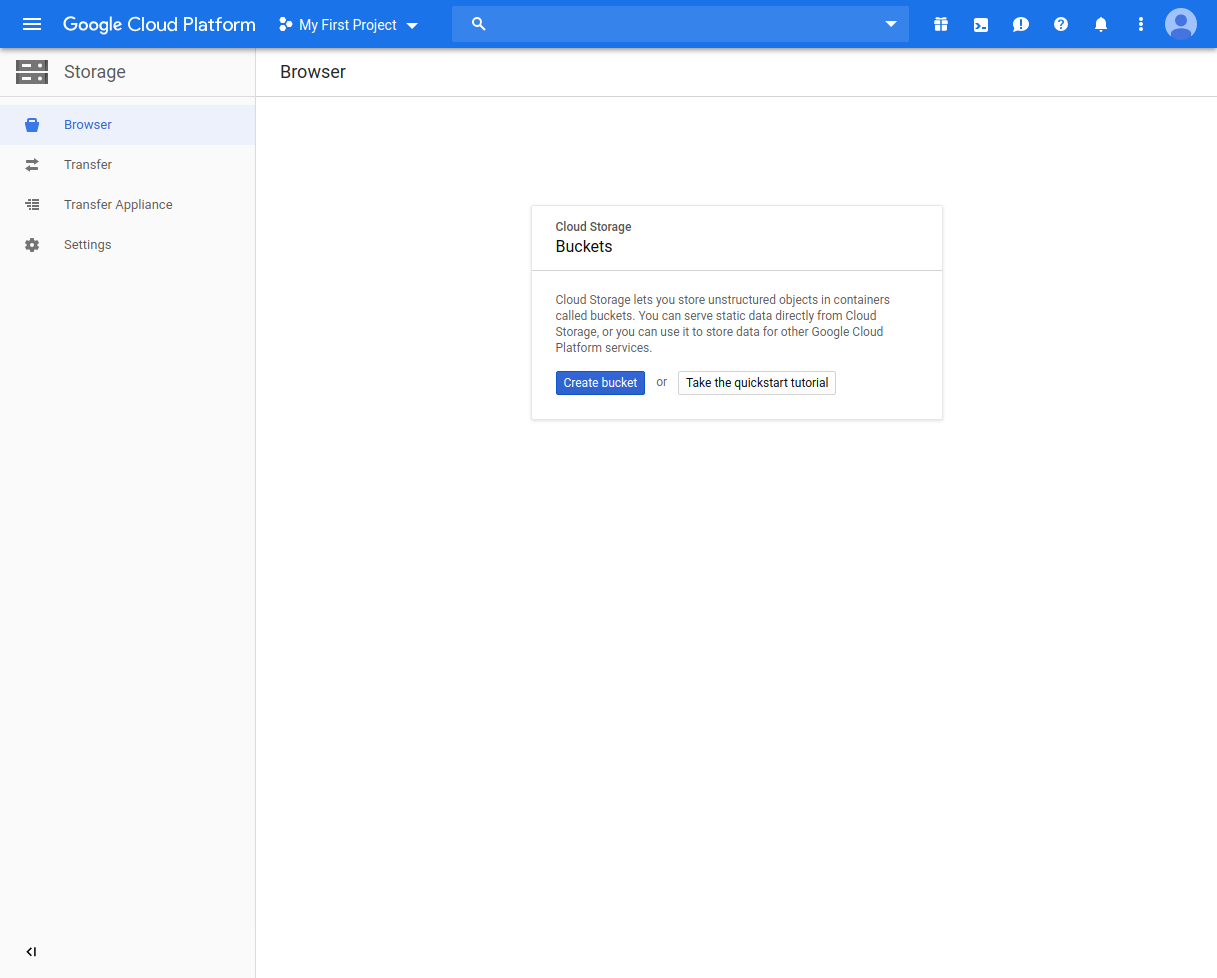 Google Cloud Platform
My First Project
Storage
Browser
Browser
Transfer
Transfer Appliance
Settings
Cloud Storage
Buckets
Cloud Storage lets you store unstructured objects in containers
called buckets. You can serve static data directly from Cloud
Storage, or you can use it to store data for other Google Cloud
Platform services.
Create bucket or Take the quickstart tutorial